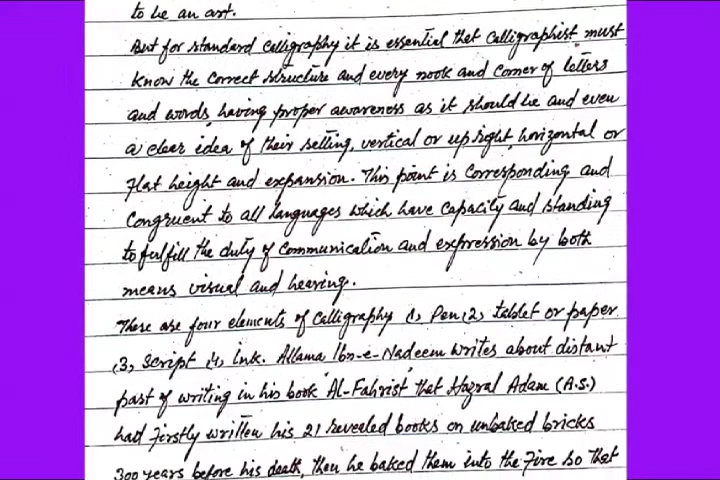 to be an art.
But for standard calligraphy it is essential that calligraphist must
know the correct structure and every nook and corner of letters
and words, having proper awareness as it should be and even
a clear idea of their setting, vertical or up right, horizontal or
flat height and expansion. This point is corresponding and
congruent to all languages which have capacity and standing
to fulfill the duty of communication and expression by both
means visual and hearing.
There are four elements of calligraphy (1, Pen (2, tablet or paper
(3, script (4, Ink. Allama Ibn-e-Nadeem writes about distant
past of writing in his book "Al-Fahrist" that Hazrat Adam (A.S.)
had firstly written his 21 revealed books on unbaked bricks
300 years before his death, then he baked them into the fire so that